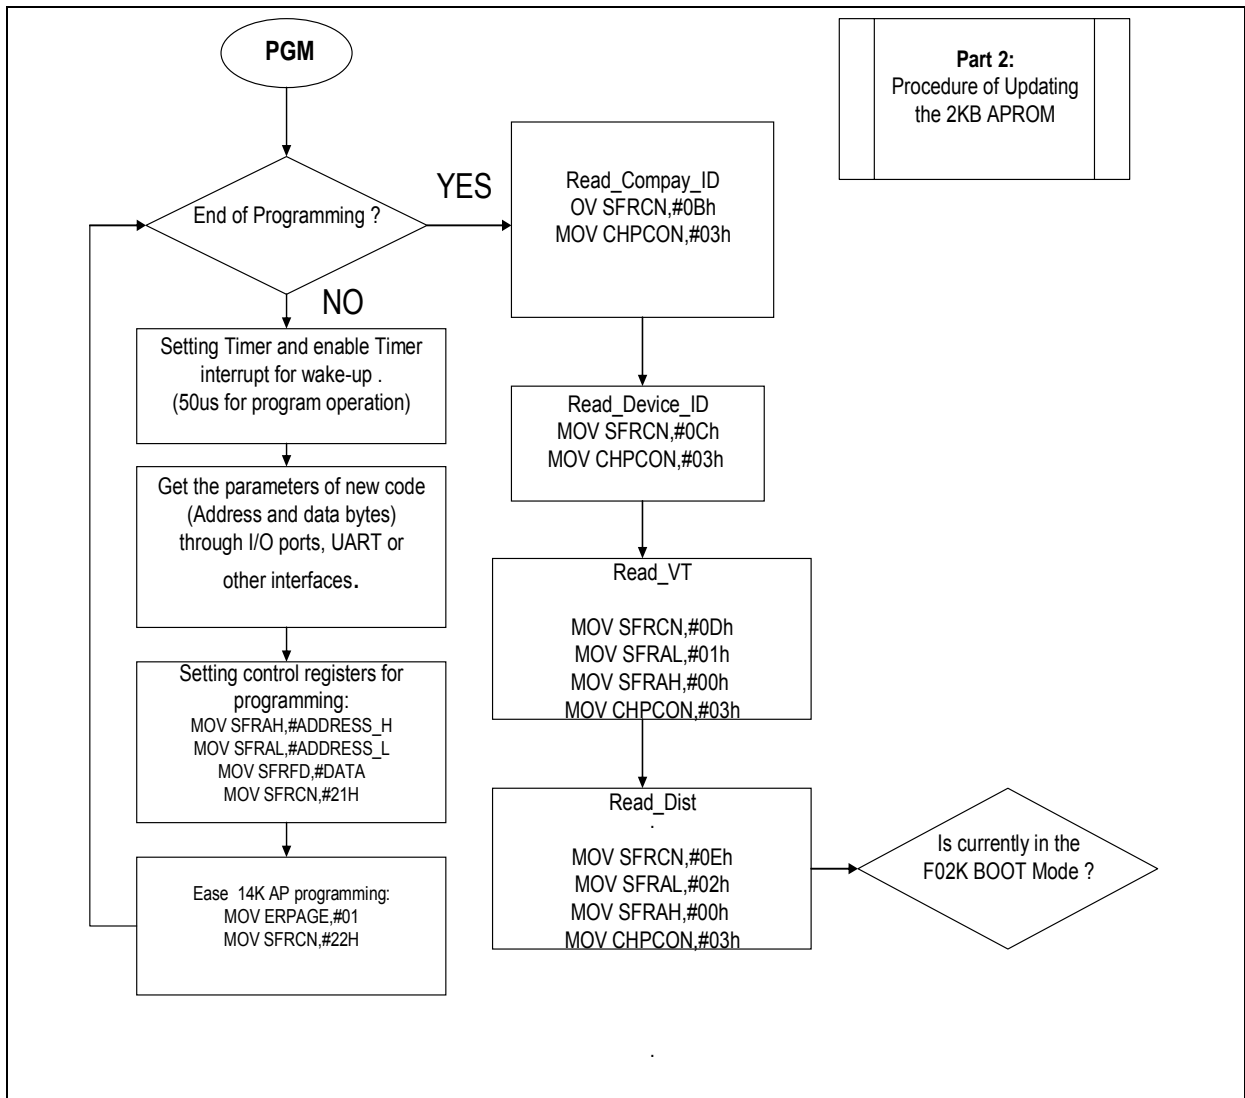 PGM
Part 2:
Procedure of Updating
the 2KB APROM
End of Programming ?
YES
NO
Read_Compay_ID
OV SFRCN,#0Bh
MOV CHPCON,#03h
Setting Timer and enable Timer
interrupt for wake-up .
(50us for program operation)
Read_Device_ID
MOV SFRCN,#0Ch
MOV CHPCON,#03h
Get the parameters of new code
(Address and data bytes)
through I/O ports, UART or
other interfaces.
Read_VT
MOV SFRCN,#0Dh
MOV SFRAL,#01h
MOV SFRAH,#00h
MOV CHPCON,#03h
Setting control registers for
programming:
MOV SFRAH,#ADDRESS_H
MOV SFRAL,#ADDRESS_L
MOV SFRFD,#DATA
MOV SFRCN,#21H
Read_Dist
.
MOV SFRCN,#0Eh
MOV SFRAL,#02h
MOV SFRAH,#00h
MOV CHPCON,#03h
Is currently in the
F02K BOOT Mode ?
Ease  14K AP programming:
MOV ERPAGE,#01
MOV SFRCN,#22H
.